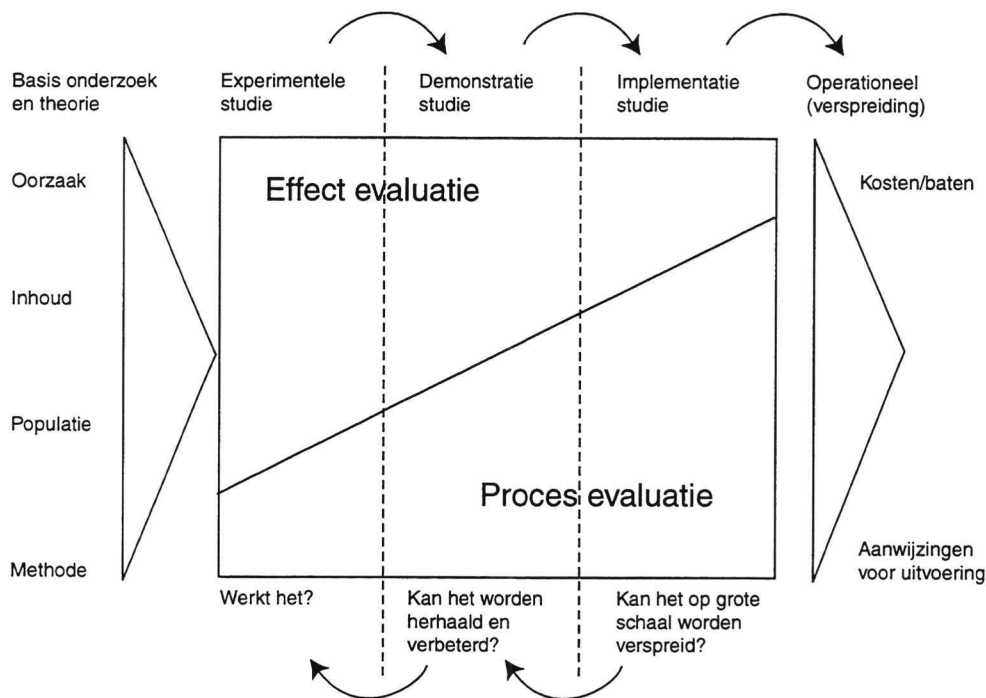 Basis onderzoek
en theorie
Experimentele
studie
Demonstratie
studie
Implementatie
studie
Operationeel
(verspreiding)
Oorzaak
Inhoud
Populatie
Methode
Effect evaluatie
Proces evaluatie
Kosten/baten
Aanwijzingen
voor uitvoering
Werkt het?
Kan het worden
herhaald en
verbeterd?
Kan het op grote
schaal worden
verspreid?